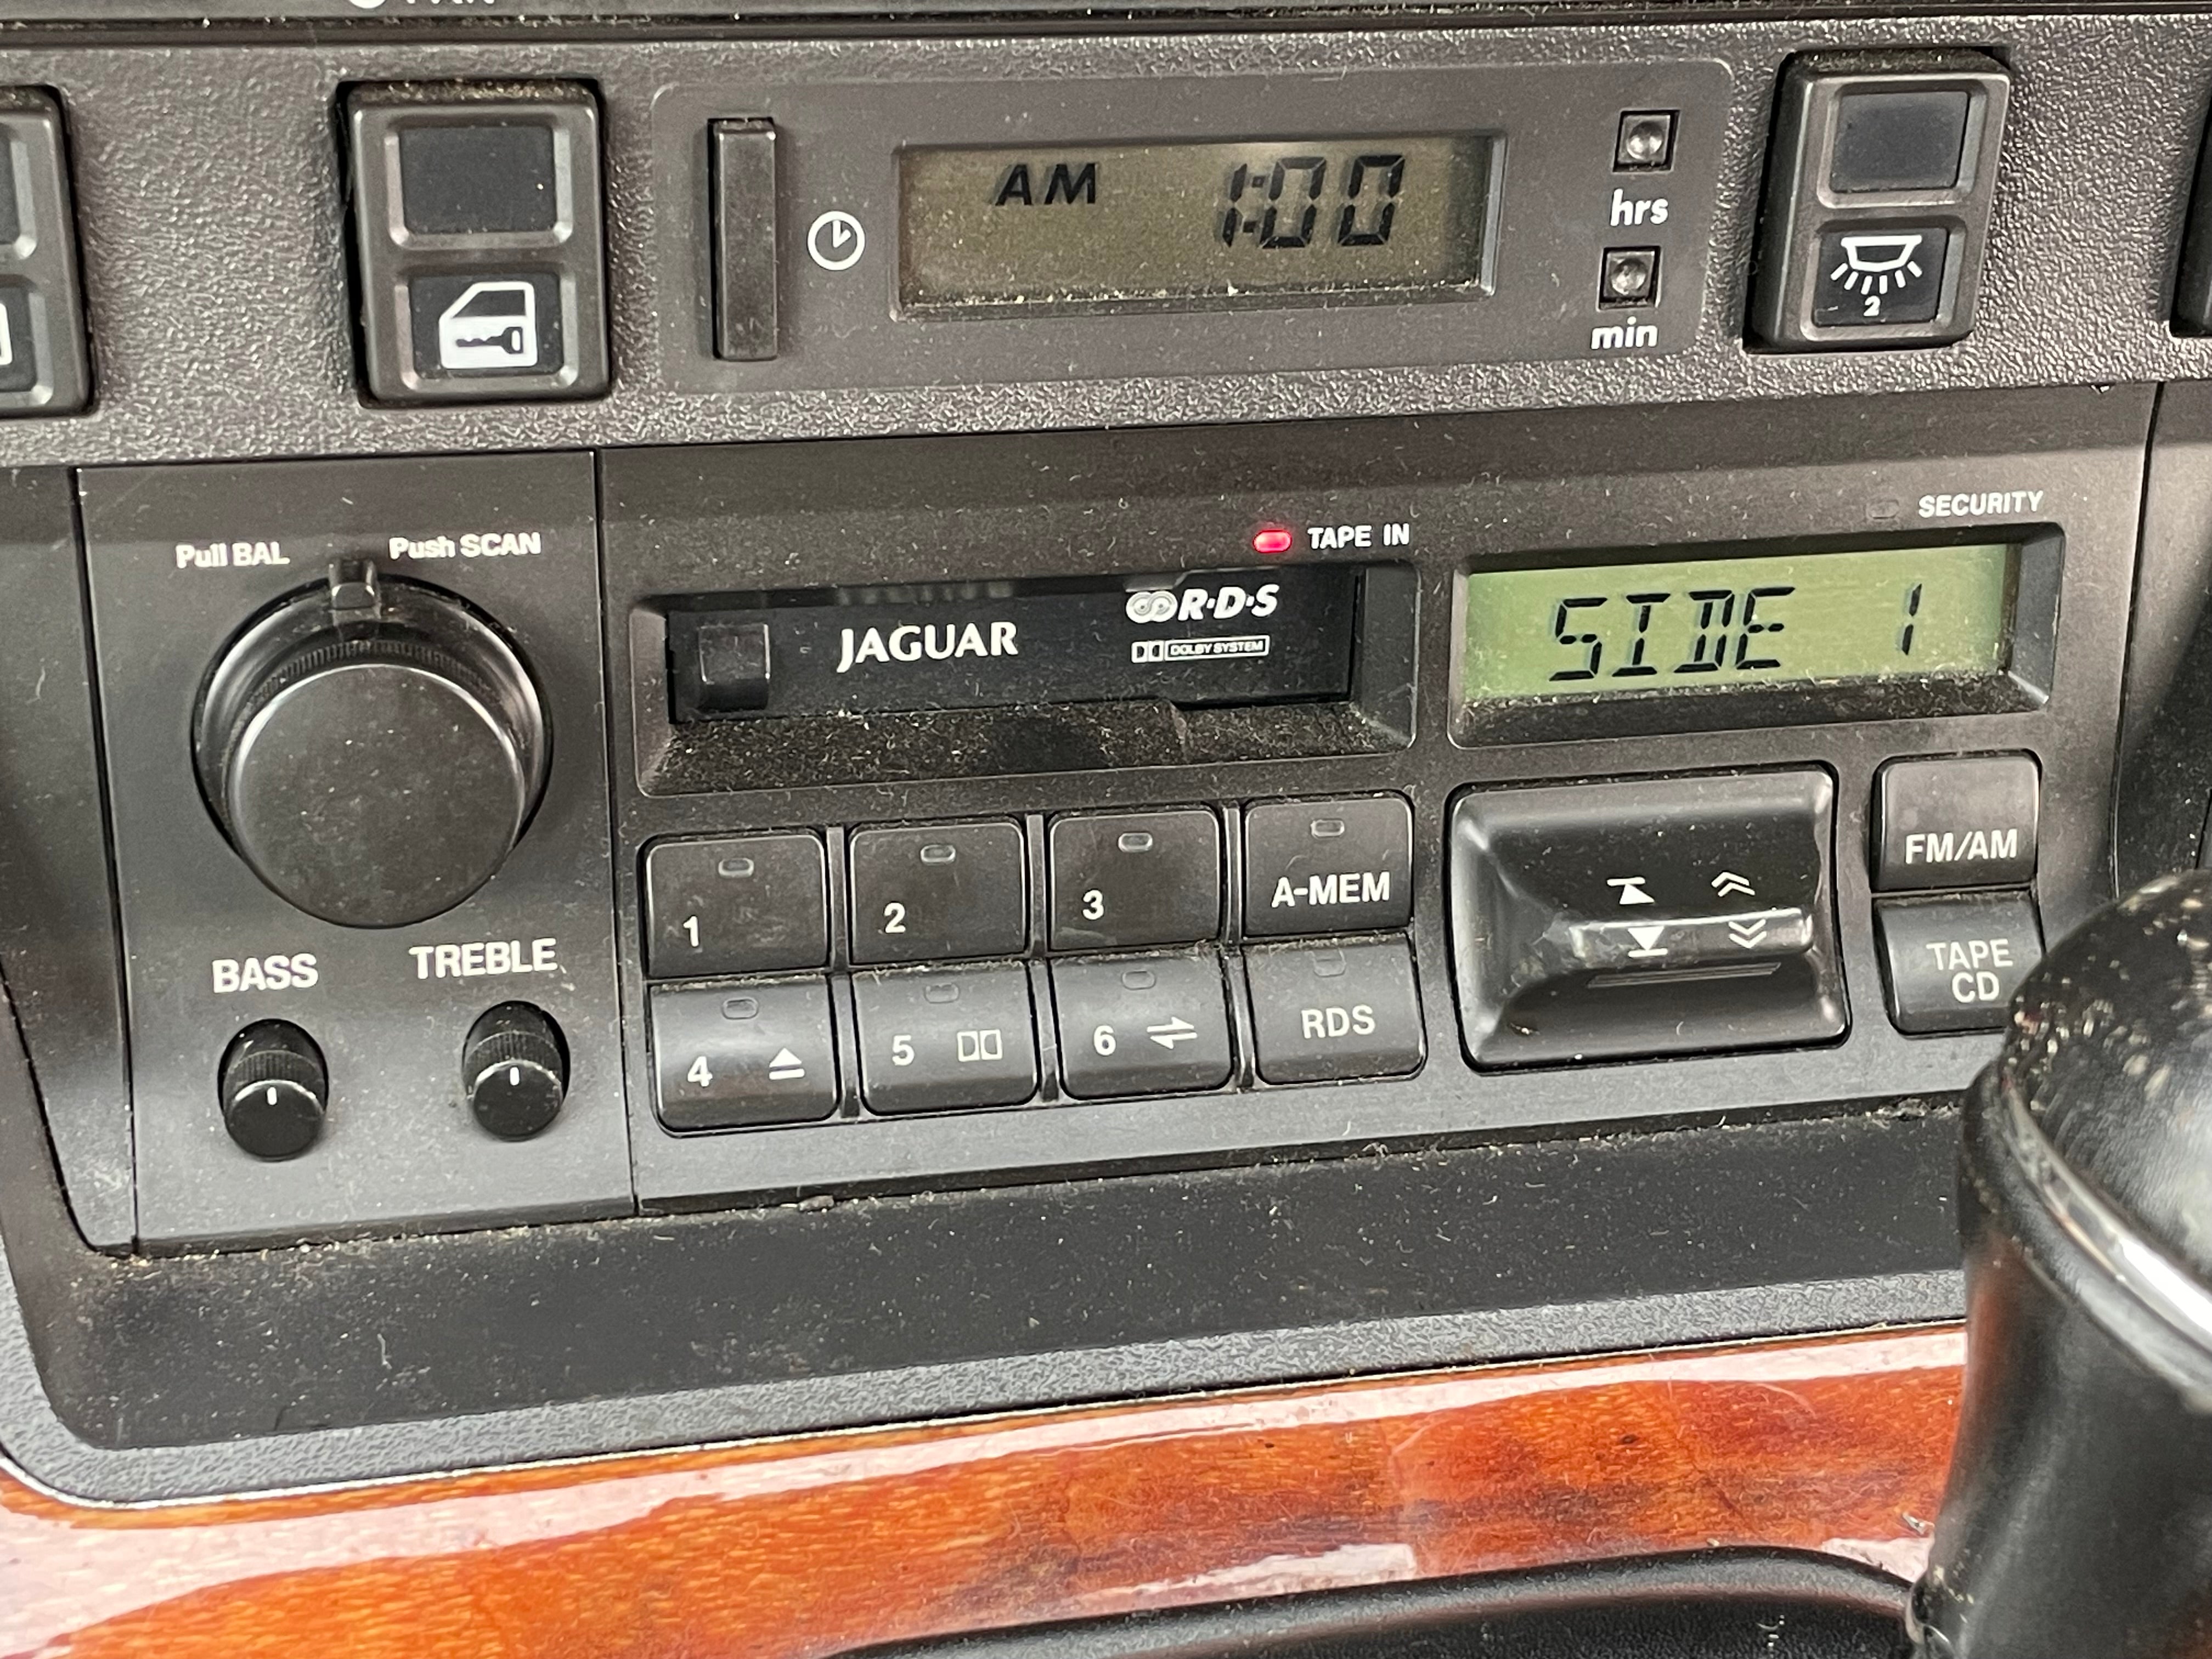 AM 1:00
hrs
min
2
Pull BAL Push SCAN
TAPE IN
SECURITY
JAGUAR
R·D·S
DOLBY SYSTEM
SIDE 1
1 2 3 A-MEM
FM/AM
BASS TREBLE
4 5 6 RDS
TAPE
CD